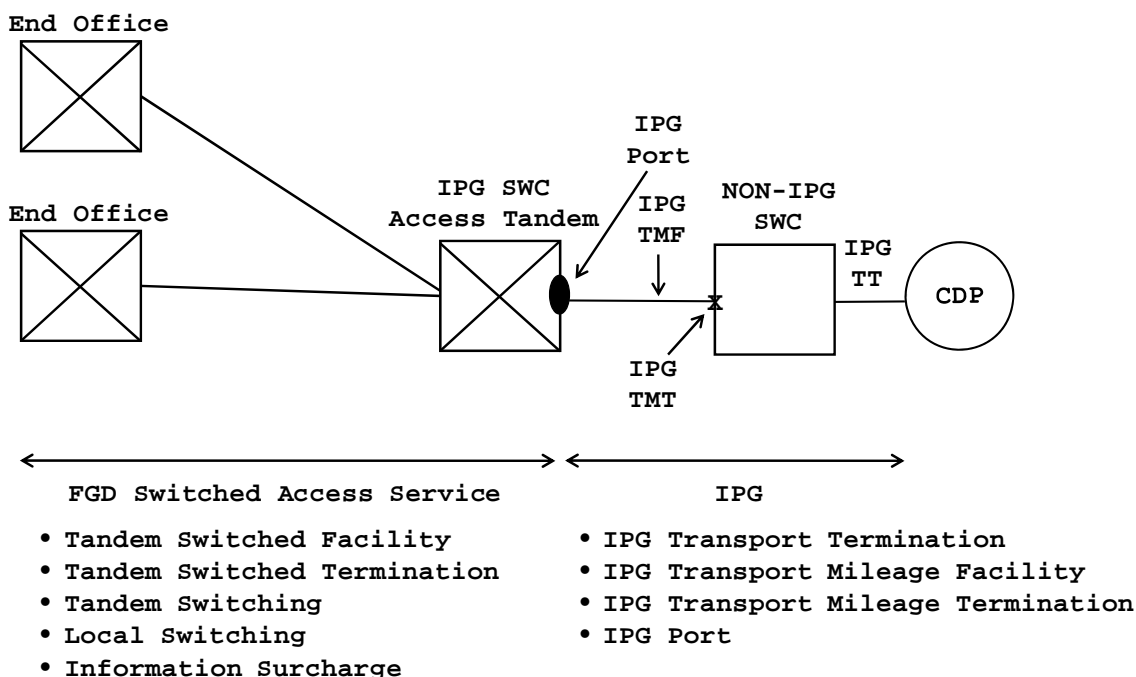 End Office
End Office
IPG SWC
Access Tandem
IPG
Port
IPG
TMF
NON-IPG
SWC
IPG
TT
CDP
IPG
TMT
FGD Switched Access Service
• Tandem Switched Facility
• Tandem Switched Termination
• Tandem Switching
• Local Switching
• Information Surcharge
IPG
• IPG Transport Termination
• IPG Transport Mileage Facility
• IPG Transport Mileage Termination
• IPG Port